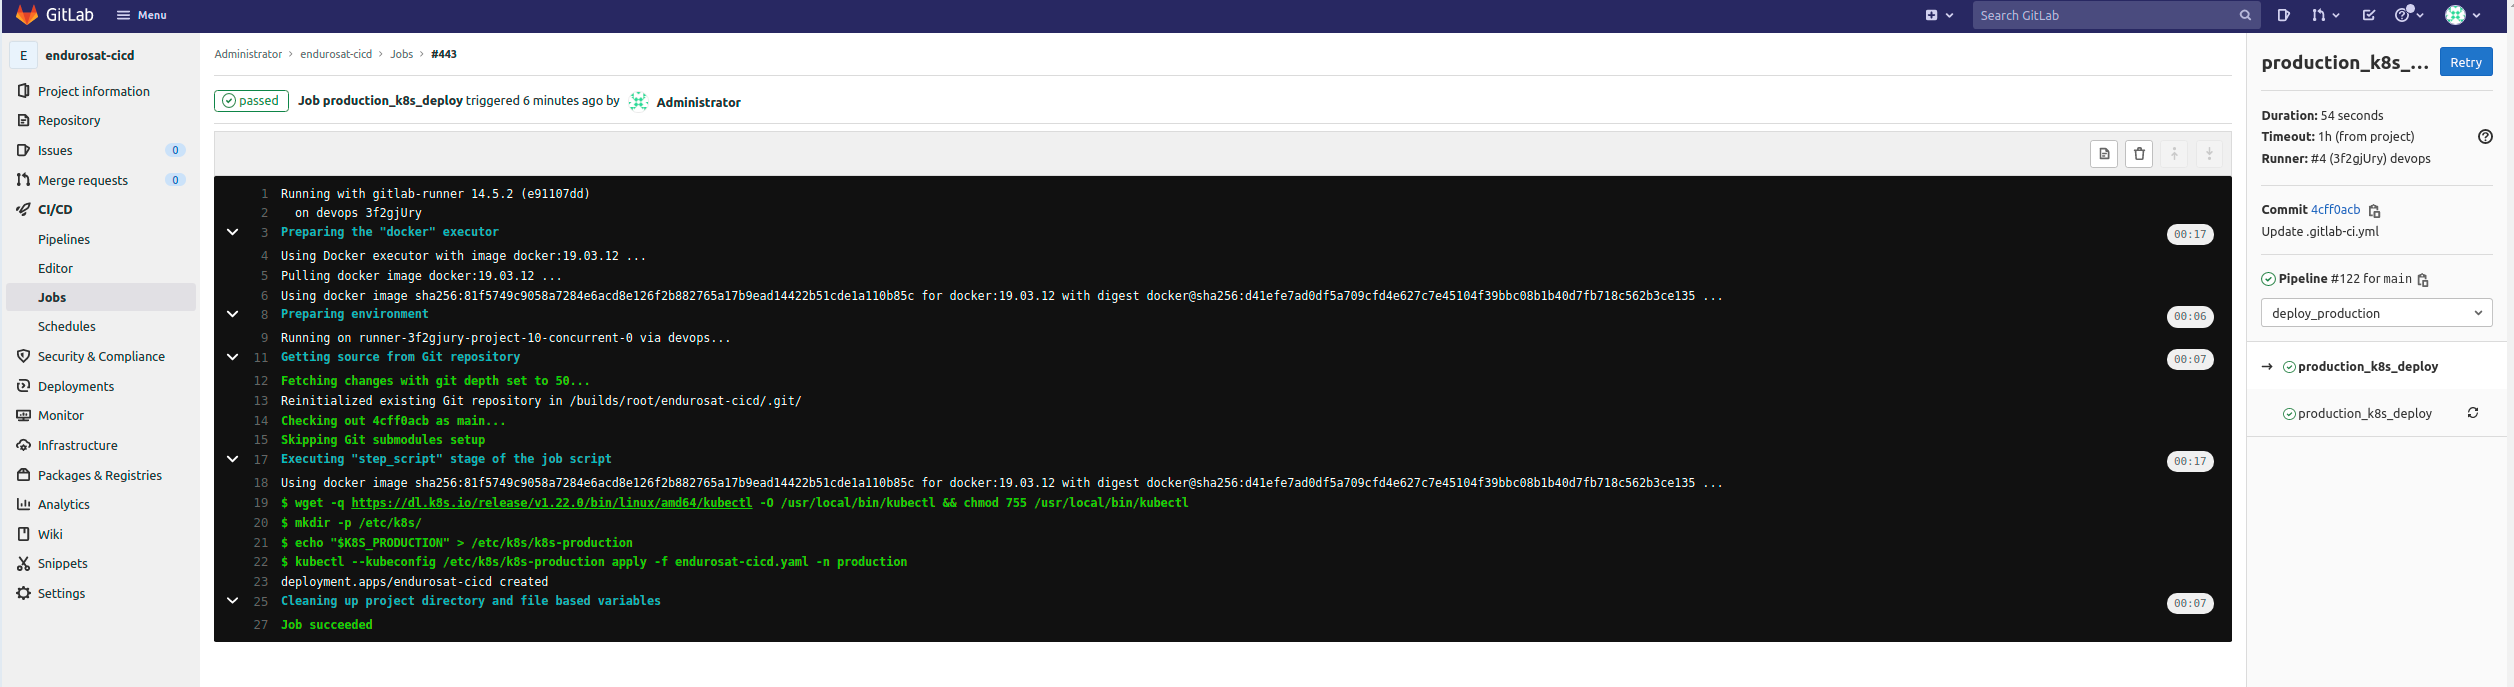 GitLab
Menu
Search GitLab
E
endurosat-cicd
Project information
Repository
Issues
0
Merge requests
0
CI/CD
Pipelines
Editor
Jobs
Schedules
Security & Compliance
Deployments
Monitor
Infrastructure
Packages & Registries
Analytics
Wiki
Snippets
Settings
Administrator > endurosat-cicd > Jobs > #443
passed Job production_k8s_deploy triggered 6 minutes ago by Administrator
1 Running with gitlab-runner 14.5.2 (e91107dd)
2 on devops 3f2gjUry
3 Preparing the "docker" executor 00:17
4 Using Docker executor with image docker:19.03.12 ...
5 Pulling docker image docker:19.03.12 ...
6 Using docker image sha256:81f5749c9058a7284e6acd8e126f2b882765a17b9ead14422b51cde1a110b85c for docker:19.03.12 with digest docker@sha256:d41efe7ad0df5a709cfd4e627c7e45104f39bbc08b1b40d7fb718c562b3ce135 ...
8 Preparing environment 00:06
9 Running on runner-3f2gjury-project-10-concurrent-0 via devops...
11 Getting source from Git repository 00:07
12 Fetching changes with git depth set to 50...
13 Reinitialized existing Git repository in /builds/root/endurosat-cicd/.git/
14 Checking out 4cff0acb as main...
15 Skipping Git submodules setup
17 Executing "step_script" stage of the job script 00:17
18 Using docker image sha256:81f5749c9058a7284e6acd8e126f2b882765a17b9ead14422b51cde1a110b85c for docker:19.03.12 with digest docker@sha256:d41efe7ad0df5a709cfd4e627c7e45104f39bbc08b1b40d7fb718c562b3ce135 ...
19 $ wget -q https://dl.k8s.io/release/v1.22.0/bin/linux/amd64/kubectl -O /usr/local/bin/kubectl && chmod 755 /usr/local/bin/kubectl
20 $ mkdir -p /etc/k8s/
21 $ echo "$K8S_PRODUCTION" > /etc/k8s/k8s-production
22 $ kubectl --kubeconfig /etc/k8s/k8s-production apply -f endurosat-cicd.yaml -n production
23 deployment.apps/endurosat-cicd created
25 Cleaning up project directory and file based variables 00:07
27 Job succeeded
production_k8s_... Retry
Duration: 54 seconds
Timeout: 1h (from project)
Runner: #4 (3f2gjUry) devops
Commit 4cff0acb
Update .gitlab-ci.yml
Pipeline #122 for main
deploy_production
→ production_k8s_deploy
production_k8s_deploy